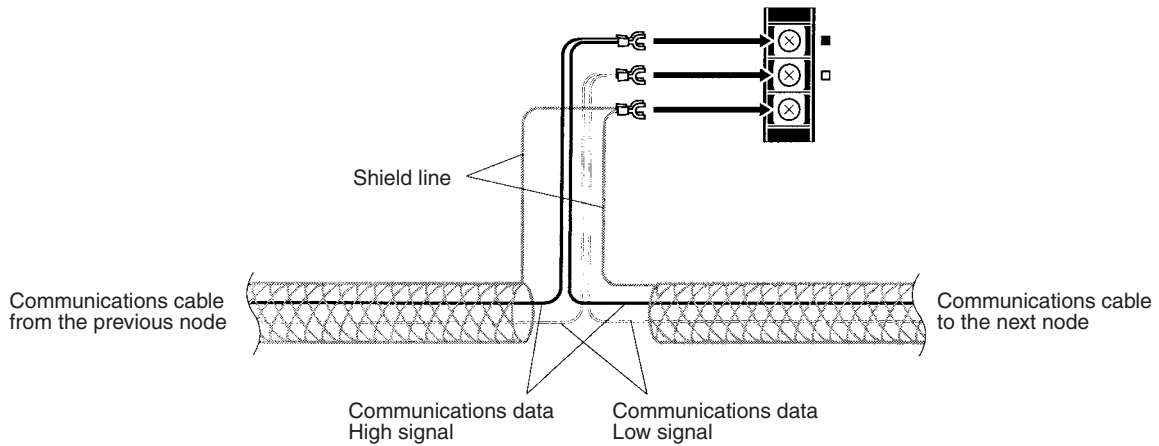 Shield line
Communications cable
from the previous node
Communications cable
to the next node
Communications data
High signal
Communications data
Low signal